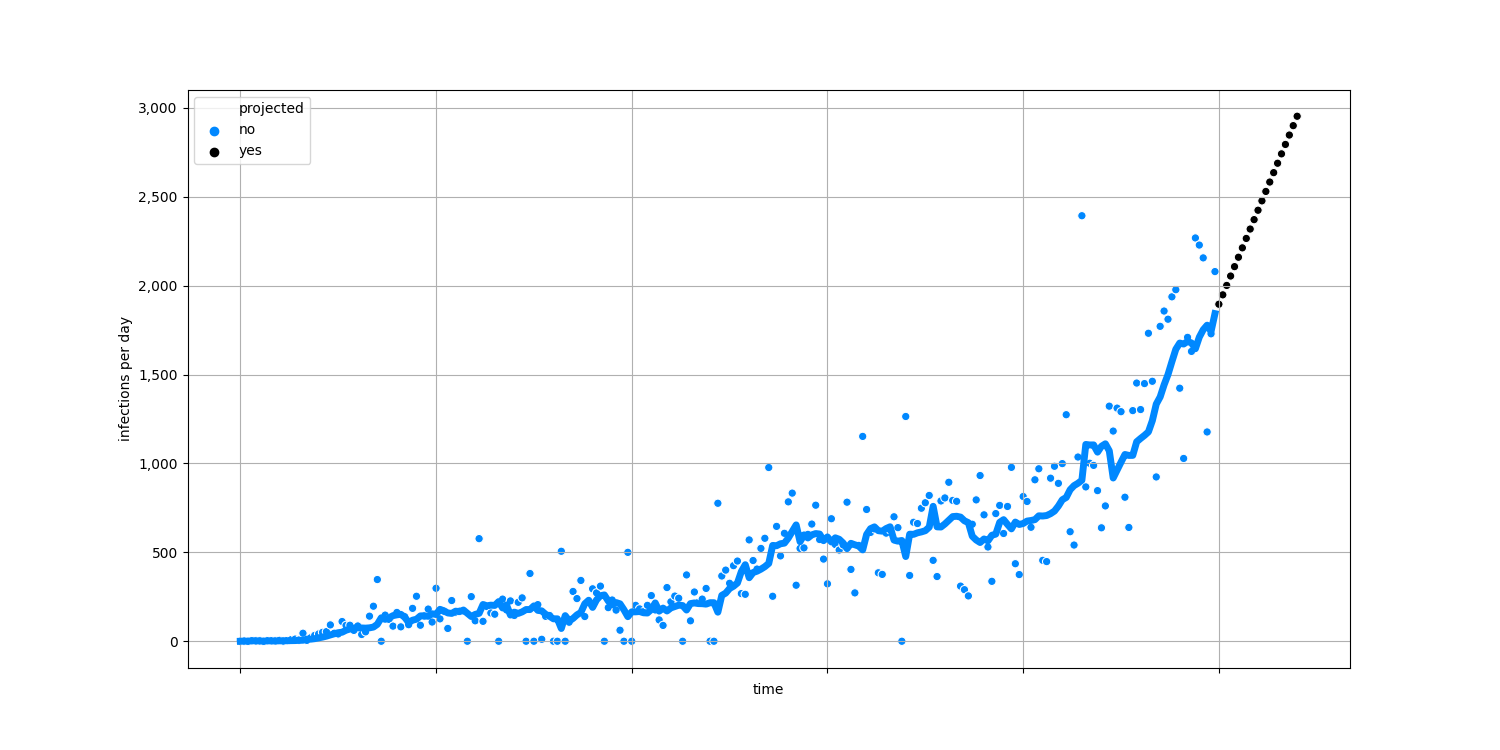 3,000
2,500
2,000
1,500
1,000
500
0
infections per day
time
projected
no
yes